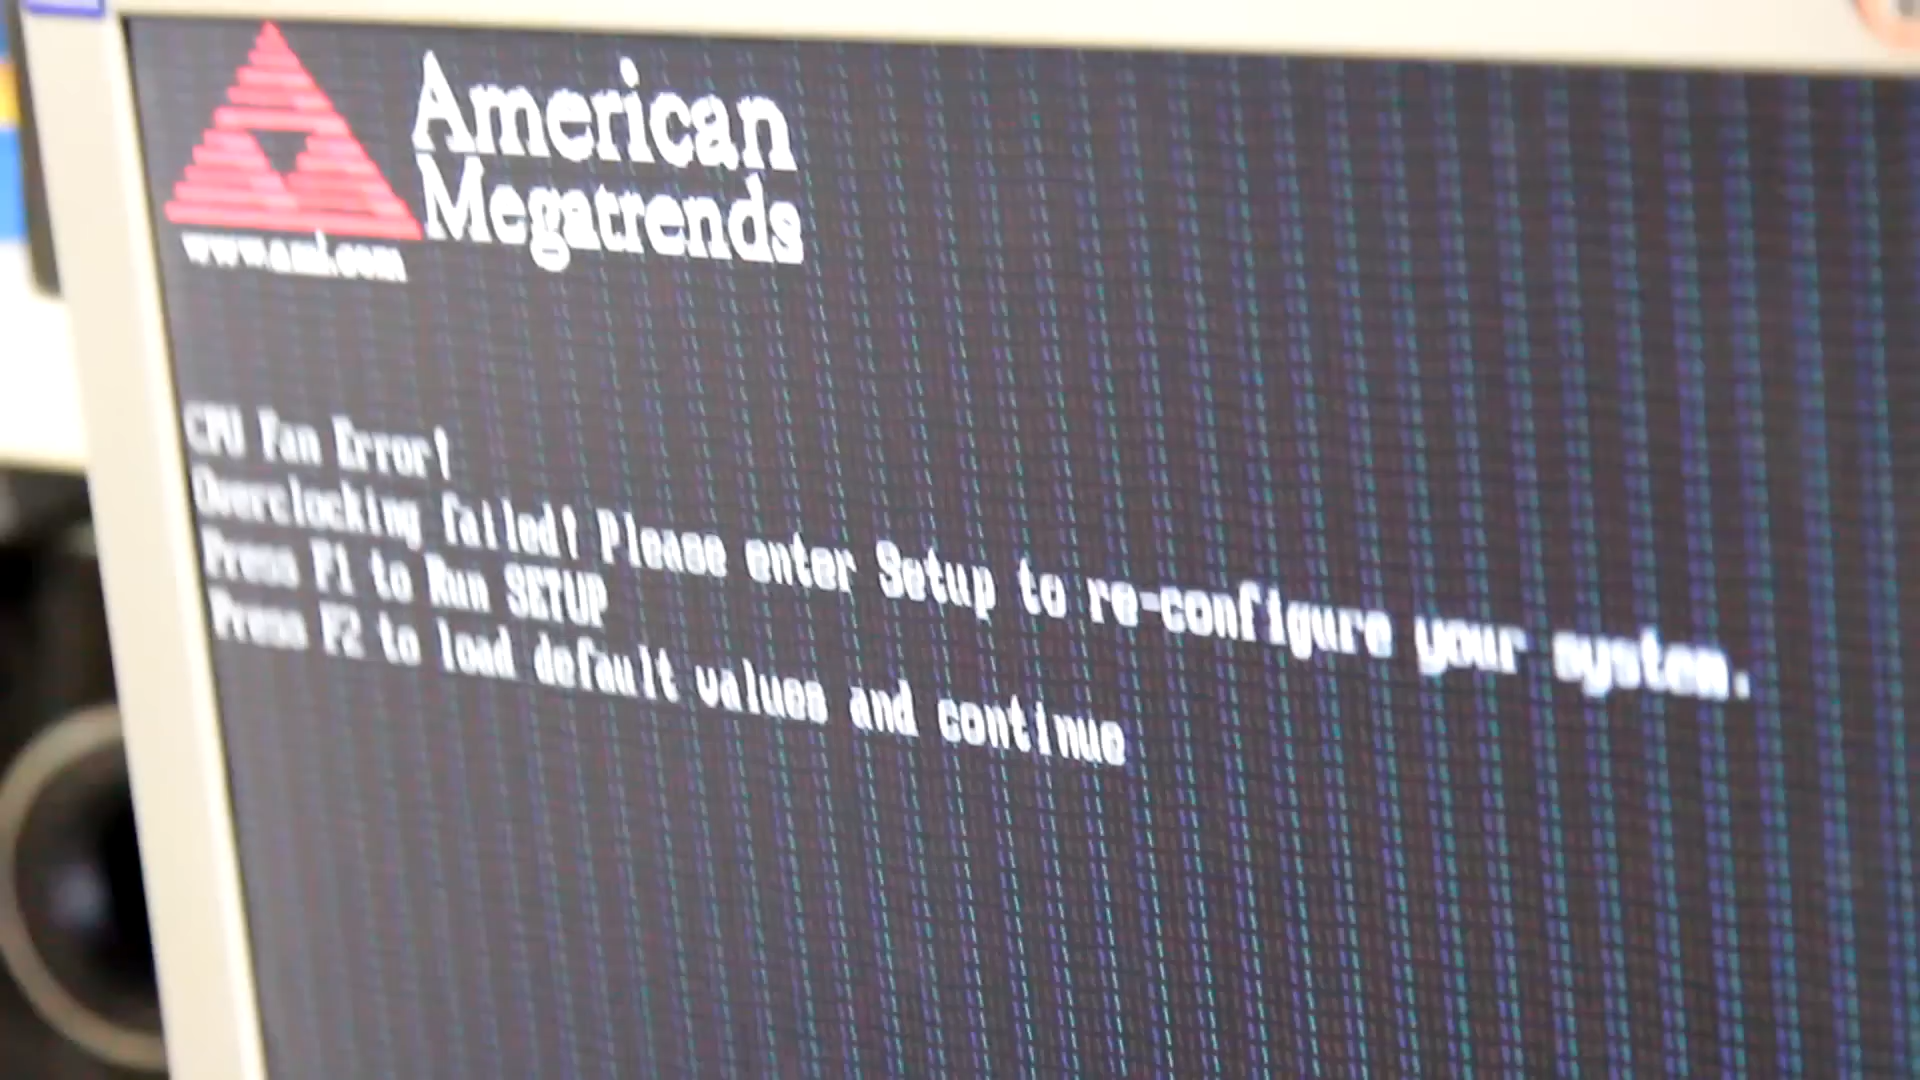 American
Megatrends
www.ami.com
CPU Fan Error!
Overclocking failed! Please enter Setup to re-configure your system.
Press F1 to Run SETUP
Press F2 to load default values and continue